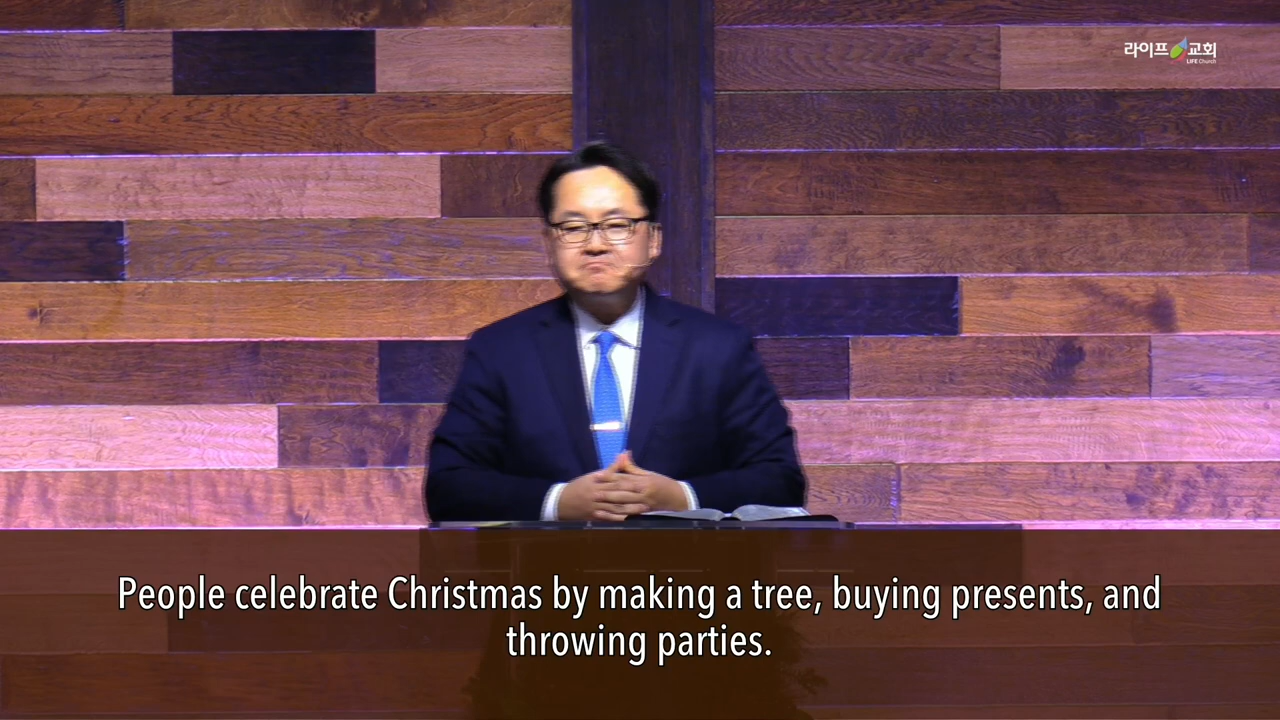 라이프교회
LIFE Church
People celebrate Christmas by making a tree, buying presents, and
throwing parties.